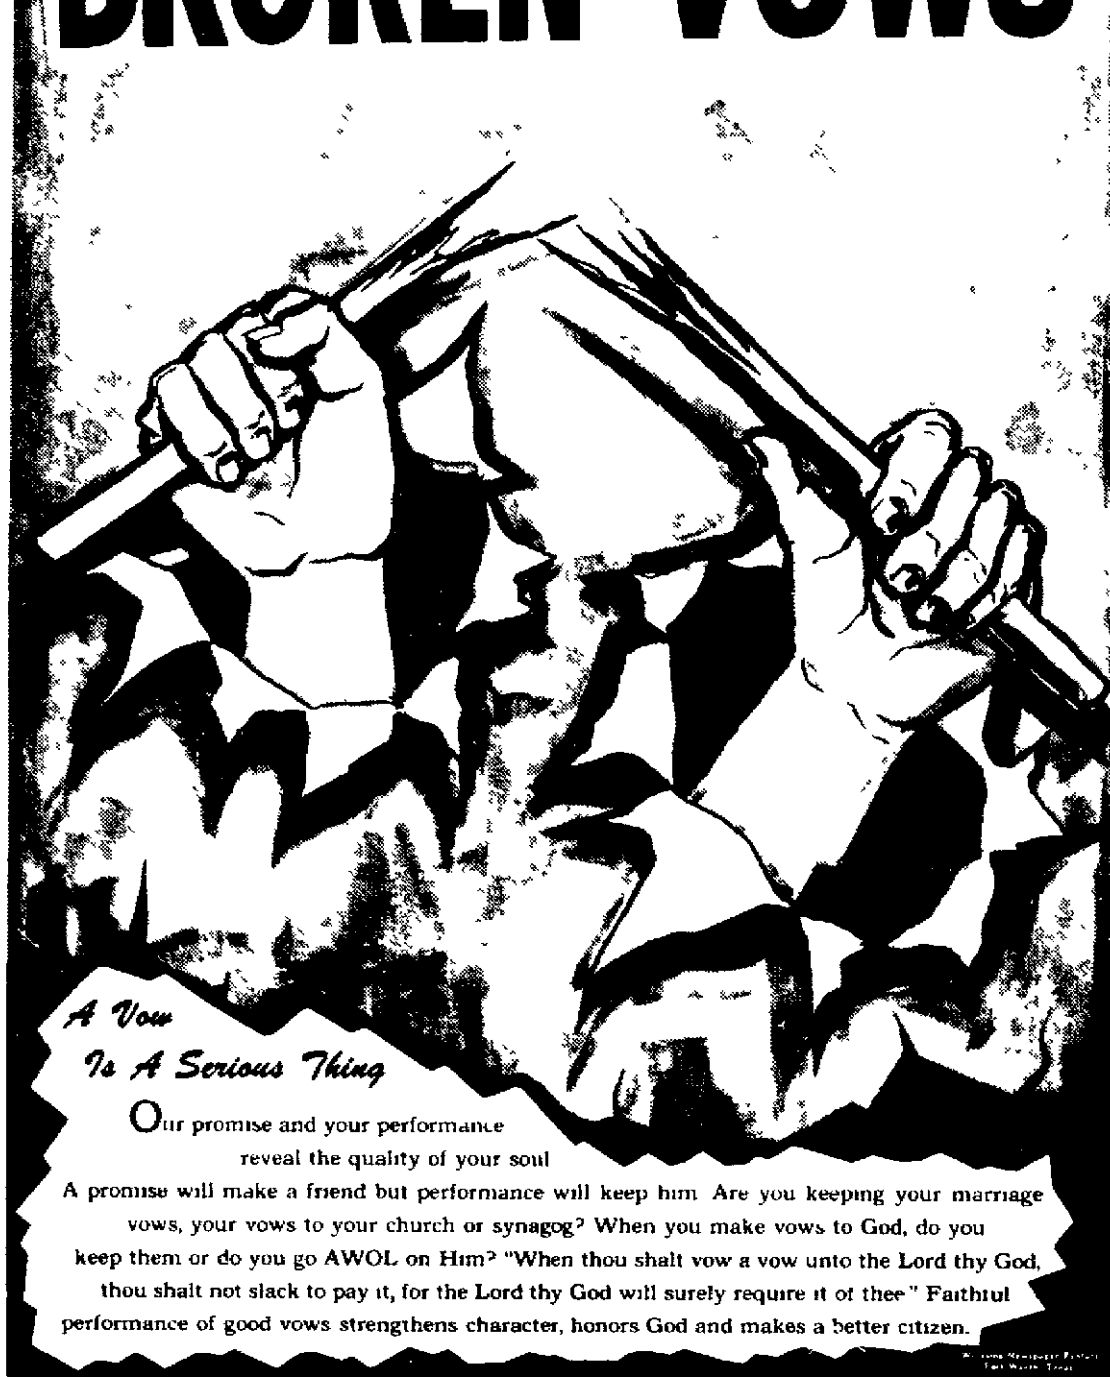 BROKEN VOWS
A Vow
Is A Serious Thing
Our promise and your performance
reveal the quality of your soul
A promise will make a friend but performance will keep him Are you keeping your marriage
vows, your vows to your church or synagog? When you make vows to God, do you
keep them or do you go AWOL on Him? "When thou shalt vow a vow unto the Lord thy God,
thou shalt not slack to pay it, for the Lord thy God will surely require it of thee" Faithful
performance of good vows strengthens character, honors God and makes a better citizen.
Newspaper
Fort Worth, Texas